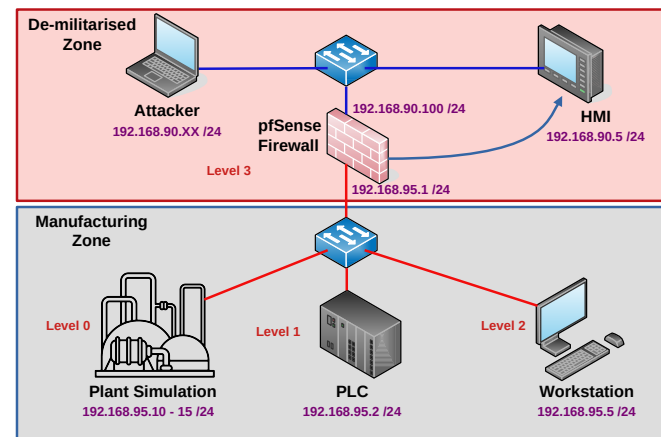 De-militarised
Zone
Attacker
192.168.90.XX /24
192.168.90.100 /24
pfSense
Firewall
HMI
192.168.90.5 /24
Level 3
192.168.95.1 /24
Manufacturing
Zone
Level 0
Level 1
Level 2
Plant Simulation
192.168.95.10 - 15 /24
PLC
192.168.95.2 /24
Workstation
192.168.95.5 /24